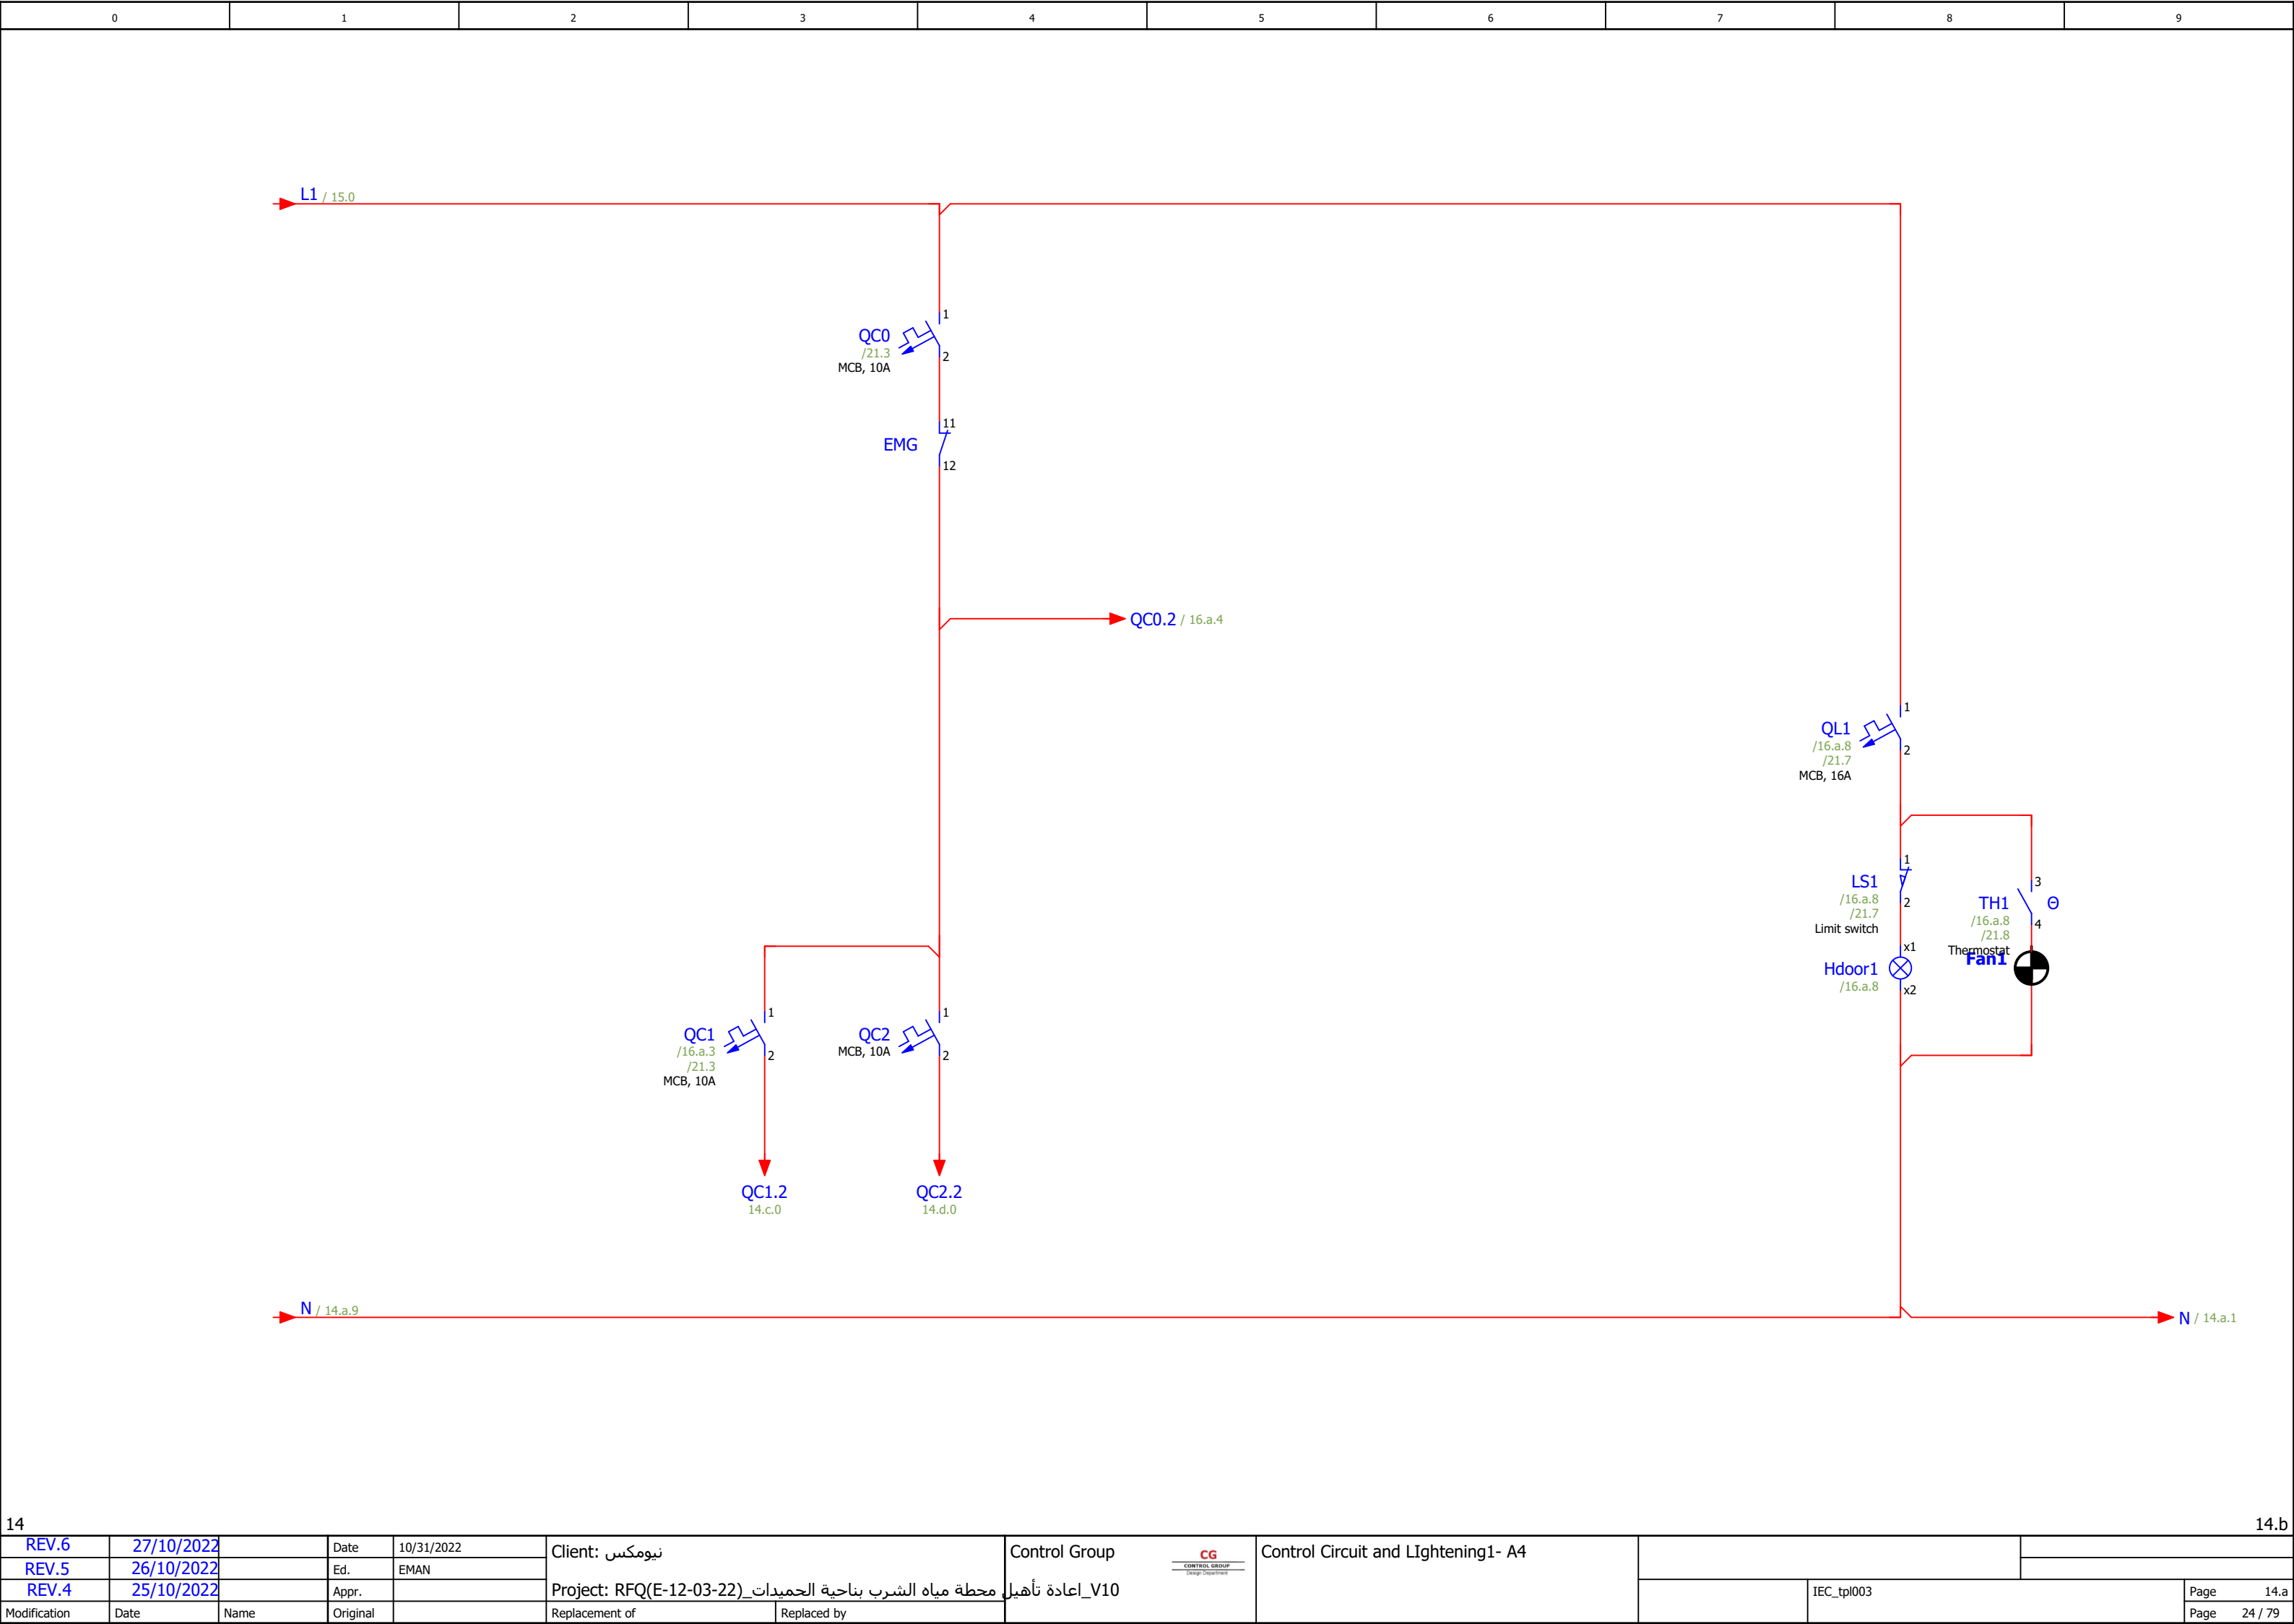 0 1 2 3 4 5 6 7 8 9
L1 / 15.0
1
QC0
/21.3
MCB, 10A
2
11
EMG
12
QC0.2 / 16.a.4
1
QL1
/16.a.8
/21.7
MCB, 16A
2
1
LS1
/16.a.8
/21.7
Limit switch
2
3
TH1 Θ
/16.a.8
/21.8
Thermostat
4
x1
Hdoor1
/16.a.8
x2
Fan1
1
QC1
/16.a.3
/21.3
MCB, 10A
2
1
QC2
MCB, 10A
2
QC1.2
14.c.0
QC2.2
14.d.0
N / 14.a.9
N / 14.a.1
14
14.b
REV.6 27/10/2022 Date 10/31/2022
REV.5 26/10/2022 Ed. EMAN
REV.4 25/10/2022 Appr.
Modification Date Name Original
Client: نيومكس
Project: RFQ(E-12-03-22)_اعادة تأهيل محطة مياه الشرب بناحية الحميدات_V10
Replacement of Replaced by
Control Group
CG
CONTROL GROUP
Design Department
Control Circuit and LIghtening1- A4
IEC_tpl003
Page 14.a
Page 24 / 79